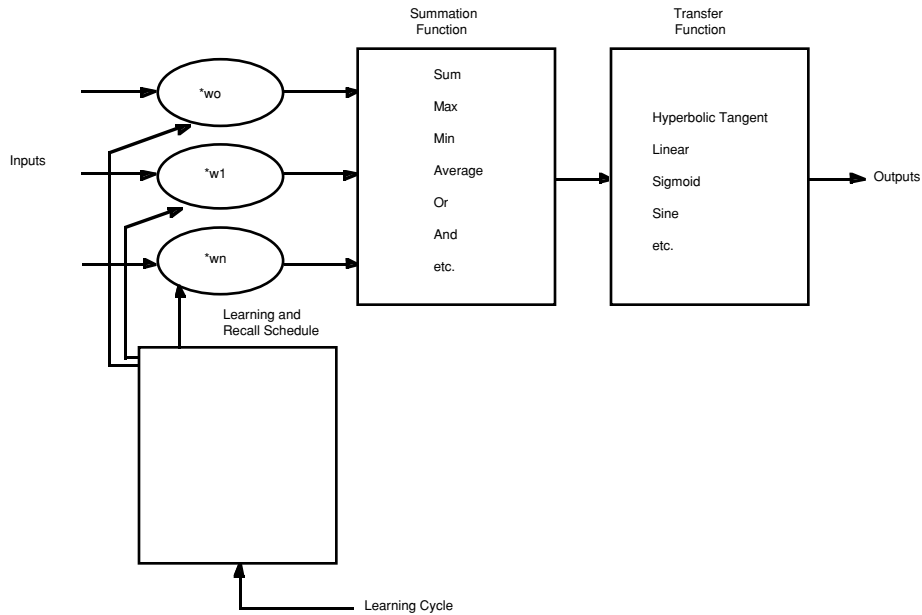 Summation
Function
Transfer
Function
*wo
Sum
Max
Hyperbolic Tangent
Min
Linear
Inputs
*w1
Average
Sigmoid
Outputs
Or
Sine
And
etc.
*wn
etc.
Learning and
Recall Schedule
Learning Cycle